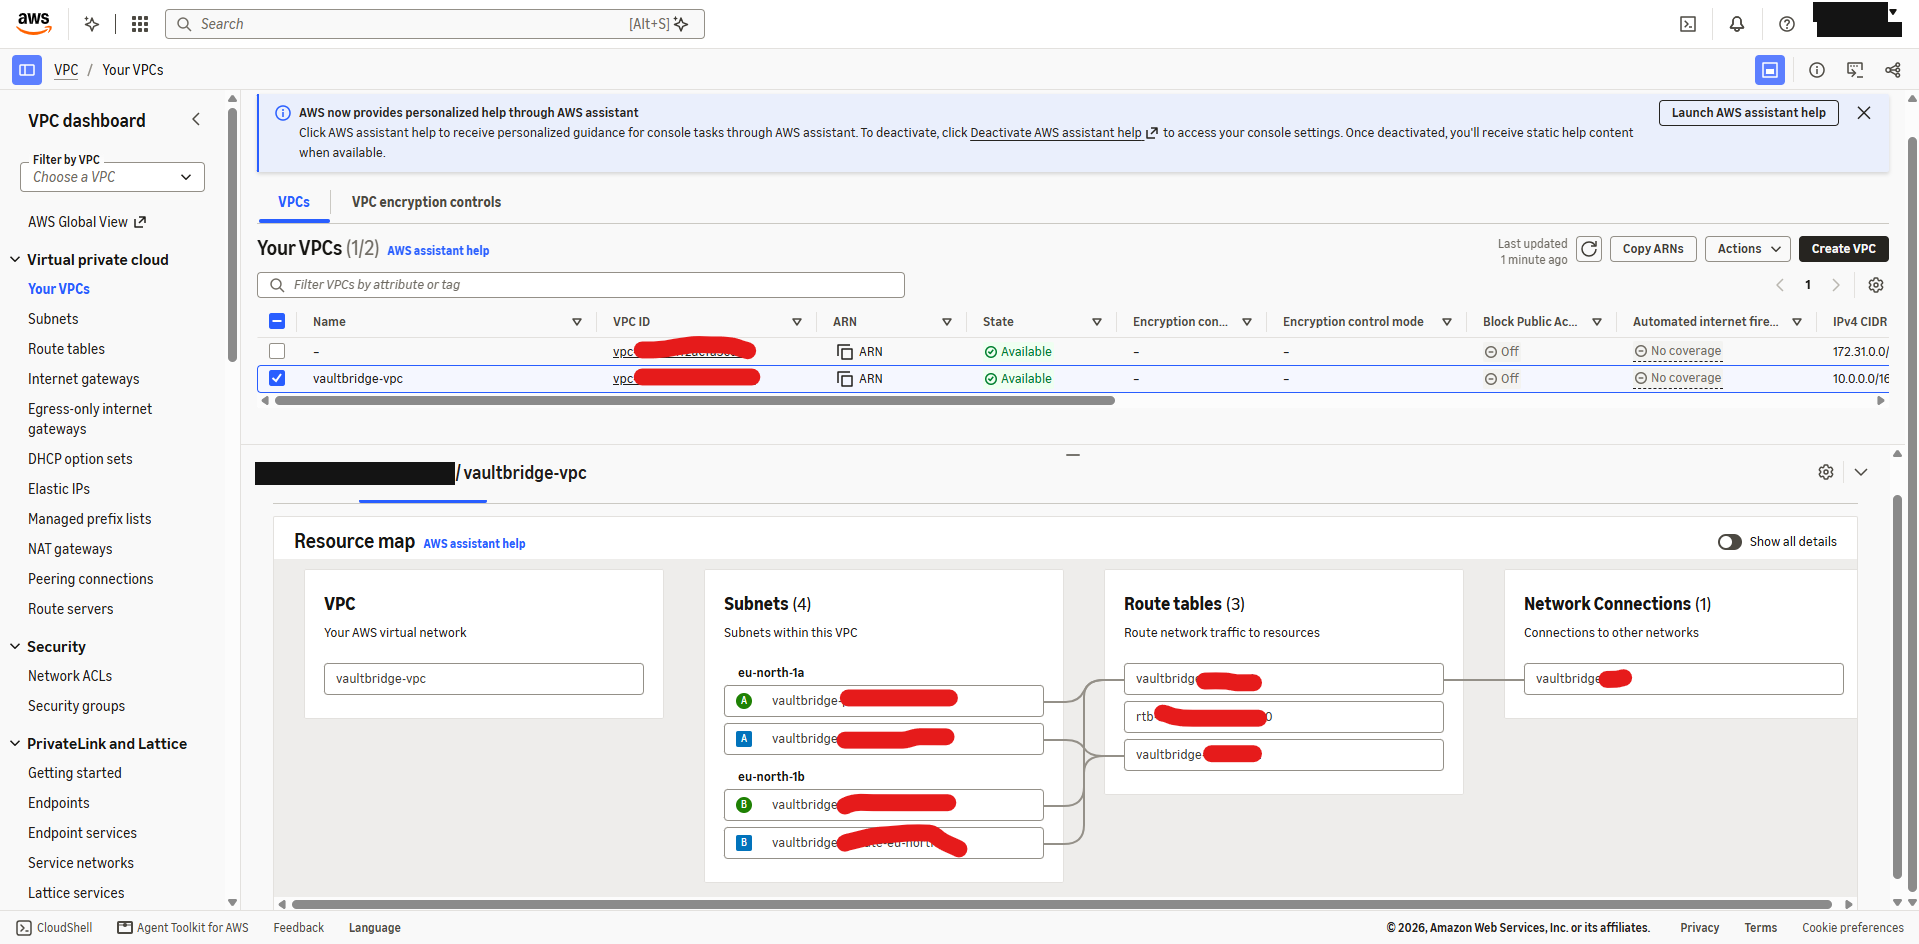 aws
Search [Alt+S]
VPC / Your VPCs
VPC dashboard
Filter by VPC
Choose a VPC
AWS Global View
Virtual private cloud
Your VPCs
Subnets
Route tables
Internet gateways
Egress-only internet
gateways
DHCP option sets
Elastic IPs
Managed prefix lists
NAT gateways
Peering connections
Route servers
Security
Network ACLs
Security groups
PrivateLink and Lattice
Getting started
Endpoints
Endpoint services
Service networks
Lattice services
AWS now provides personalized help through AWS assistant
Click AWS assistant help to receive personalized guidance for console tasks through AWS assistant. To deactivate, click Deactivate AWS assistant help to access your console settings. Once deactivated, you'll receive static help content
when available.
Launch AWS assistant help
VPCs VPC encryption controls
Your VPCs (1/2) AWS assistant help
Last updated
1 minute ago
Copy ARNs Actions Create VPC
Filter VPCs by attribute or tag
1
Name VPC ID ARN State Encryption con... Encryption control mode Block Public Ac... Automated internet fire... IPv4 CIDR
– vpc ARN Available – – Off No coverage 172.31.0.0/
vaultbridge-vpc vpc ARN Available – – Off No coverage 10.0.0.0/16
/ vaultbridge-vpc
Resource map AWS assistant help
Show all details
VPC
Your AWS virtual network
vaultbridge-vpc
Subnets (4)
Subnets within this VPC
eu-north-1a
A vaultbridge-
A vaultbridge
eu-north-1b
B vaultbridge
B vaultbridge
Route tables (3)
Route network traffic to resources
vaultbridge
rtb 0
vaultbridge-
Network Connections (1)
Connections to other networks
vaultbridge
CloudShell Agent Toolkit for AWS Feedback Language
© 2026, Amazon Web Services, Inc. or its affiliates. Privacy Terms Cookie preferences